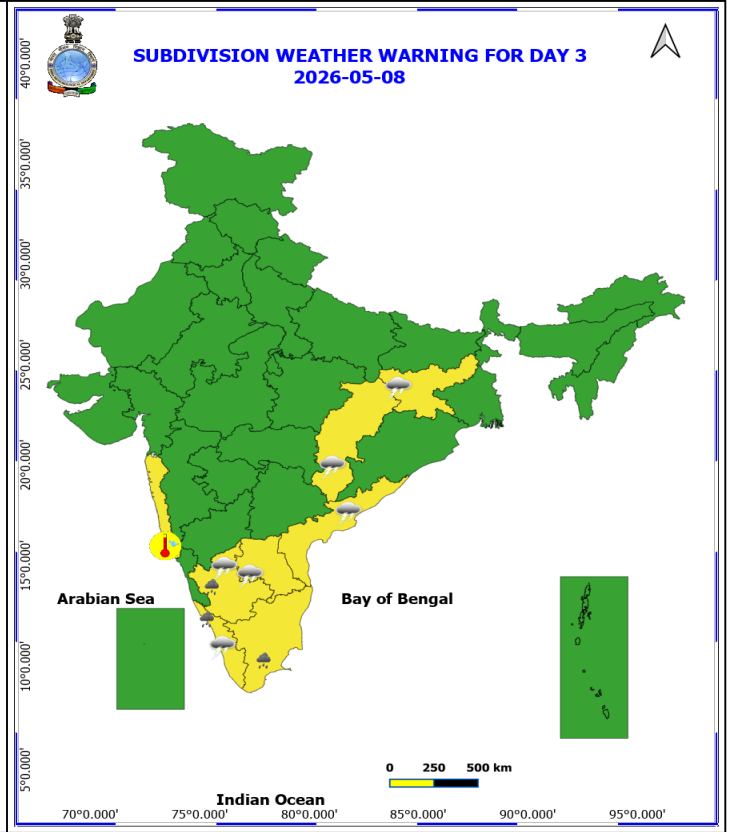 SUBDIVISION WEATHER WARNING FOR DAY 3
2026-05-08
40°0.000'
35°0.000'
30°0.000'
25°0.000'
20°0.000'
15°0.000'
10°0.000'
5°0.000'
Arabian Sea
Bay of Bengal
0 250 500 km
Indian Ocean
70°0.000' 75°0.000' 80°0.000' 85°0.000' 90°0.000' 95°0.000'